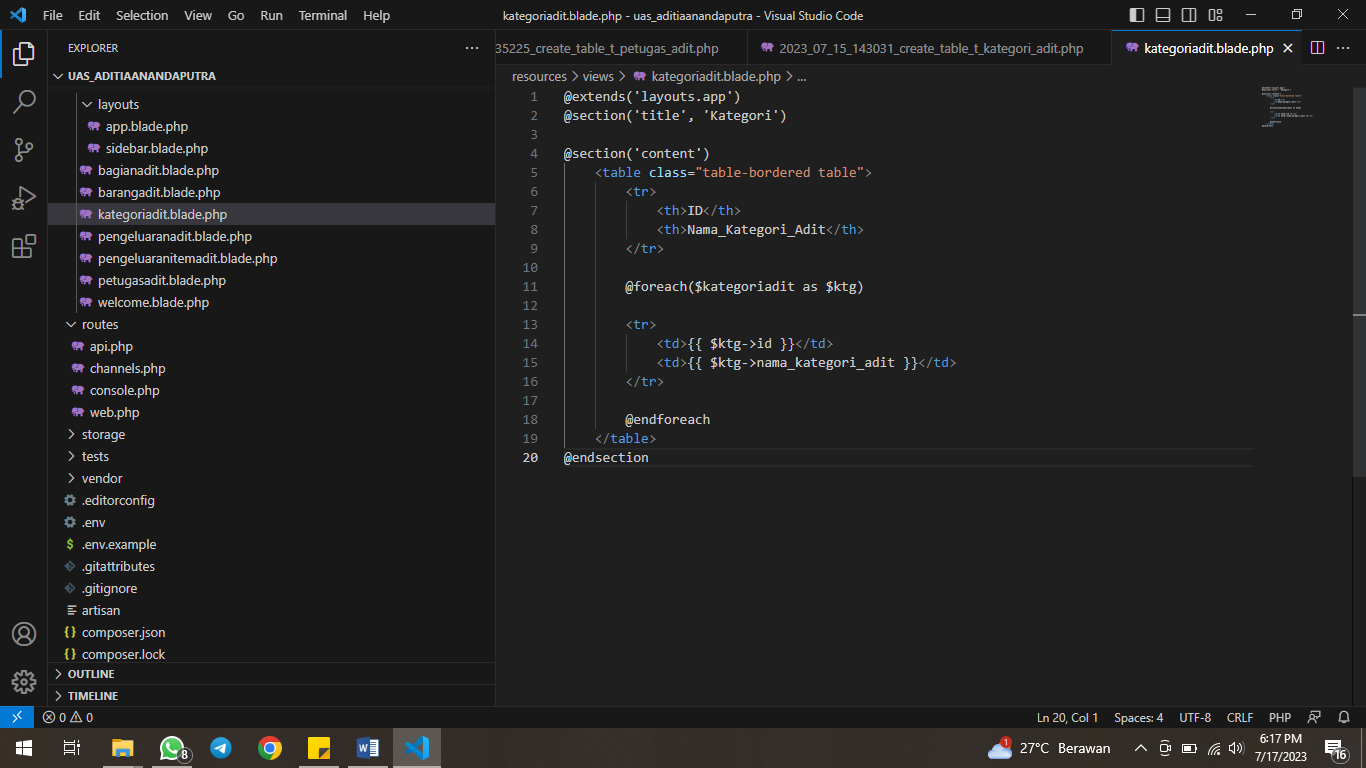 File Edit Selection View Go Run Terminal Help kategoriadit.blade.php - uas_aditiaanandaputra - Visual Studio Code
EXPLORER
UAS_ADITIAANANDAPUTRA
layouts
app.blade.php
sidebar.blade.php
bagianadit.blade.php
barangadit.blade.php
kategoriadit.blade.php
pengeluaranadit.blade.php
pengeluaranitemadit.blade.php
petugasadit.blade.php
welcome.blade.php
routes
api.php
channels.php
console.php
web.php
storage
tests
vendor
.editorconfig
.env
$ .env.example
.gitattributes
.gitignore
artisan
{} composer.json
{} composer.lock
OUTLINE
TIMELINE
35225_create_table_t_petugas_adit.php 2023_07_15_143031_create_table_t_kategori_adit.php kategoriadit.blade.php
resources > views > kategoriadit.blade.php > ...
1 @extends('layouts.app')
2 @section('title', 'Kategori')
3
4 @section('content')
5 <table class="table-bordered table">
6 <tr>
7 <th>ID</th>
8 <th>Nama_Kategori_Adit</th>
9 </tr>
10
11 @foreach($kategoriadit as $ktg)
12
13 <tr>
14 <td>{{ $ktg->id }}</td>
15 <td>{{ $ktg->nama_kategori_adit }}</td>
16 </tr>
17
18 @endforeach
19 </table>
20 @endsection
0 0 Ln 20, Col 1 Spaces: 4 UTF-8 CRLF PHP
8 1 27°C Berawan 6:17 PM
7/17/2023 16